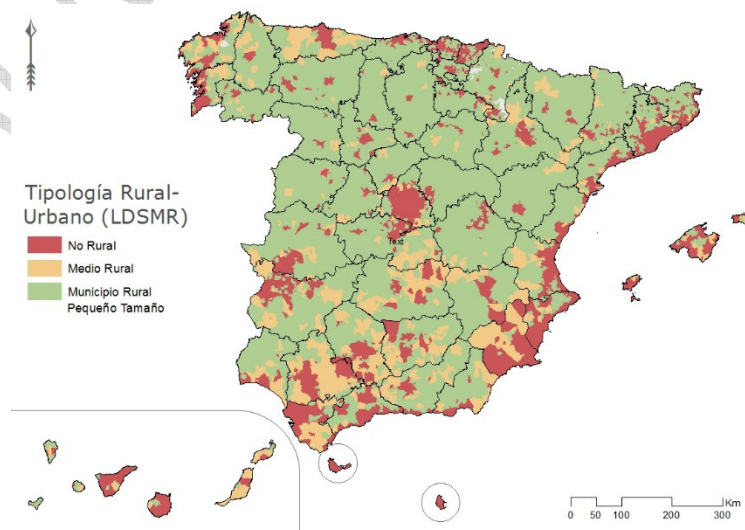 Tipología Rural-
Urbano (LDSMR)
No Rural
Medio Rural
Municipio Rural
Pequeño Tamaño
Text
Km
0 50 100 200 300